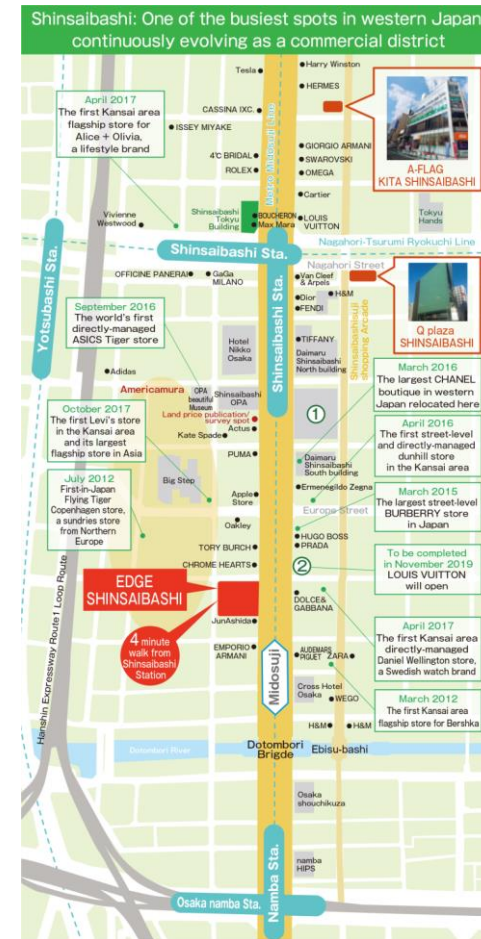 Shinsaibashi: One of the busiest spots in western Japan
continuously evolving as a commercial district
Tesla
Harry Winston
HERMES
April 2017
The first Kansai area
flagship store for
Alice + Olivia,
a lifestyle brand
CASSINA IXC.
ISSEY MIYAKE
Metro Midosuji Line
A-FLAG
KITA SHINSAIBASHI
4℃ BRIDAL
ROLEX
GIORGIO ARMANI
SWAROVSKI
OMEGA
Cartier
Vivienne
Westwood
Shinsaibashi
Tokyu
Building
BOUCHERON
Max Mara
LOUIS
VUITTON
Tokyu
Hands
Nagahori-Tsurumi Ryokuchi Line
Shinsaibashi Sta.
Nagahori Street
Yotsubashi Sta.
Shinsaibashi Sta.
OFFICINE PANERAI
GaGa
MILANO
Van Cleef
& Arpels
H&M
Dior
FENDI
Q plaza
SHINSAIBASHI
Shinsaibashisuji
shopping Arcade
September 2016
The world's first
directly-managed
ASICS Tiger store
Hotel
Nikko
Osaka
TIFFANY
Daimaru
Shinsaibashi
North building
Adidas
March 2016
The largest CHANEL
boutique in western
Japan relocated here
Americamura
OPA
beautiful
Museum
Shinsaibashi
OPA
Land price publication/
survey spot
①
October 2017
The first Levi's store
in the Kansai area
and its largest
flagship store in Asia
Actus
Kate Spade
PUMA
April 2016
The first street-level
and directly-managed
dunhill store
in the Kansai area
Daimaru
Shinsaibashi
South building
Big Step
July 2012
First-in-Japan
Flying Tiger
Copenhagen store,
a sundries store
from Northern
Europe
Apple
Store
Ermenegildo Zegna
Europe Street
March 2015
The largest street-level
BURBERRY store
in Japan
Oakley
HUGO BOSS
PRADA
TORY BURCH
CHROME HEARTS
②
To be completed
in November 2019
LOUIS VUITTON
will open
EDGE
SHINSAIBASHI
DOLCE&
GABBANA
JunAshida
4 minute
walk from
Shinsaibashi
Station
April 2017
The first Kansai area
directly-managed
Daniel Wellington store,
a Swedish watch brand
EMPORIO
ARMANI
AUDEMARS
PIGUET
ZARA
Hanshin Expressway Route1 Loop Route
Midosuji
Cross Hotel
Osaka
WEGO
March 2012
The first Kansai area
flagship store for Bershka
H&M
H&M
Dotombori River
Dotombori
Brigde
Ebisu-bashi
Osaka
shouchikuza
namba
HIPS
Namba Sta.
Osaka namba Sta.